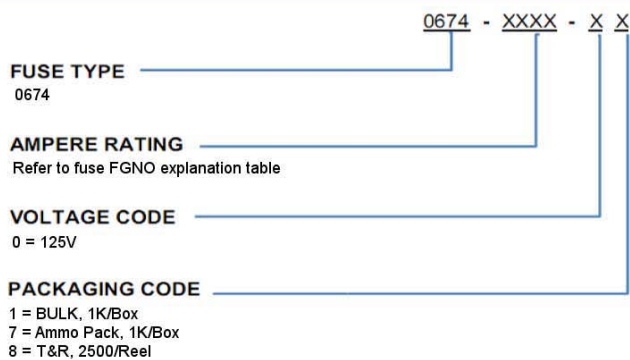 0674 - XXXX - X X
FUSE TYPE
0674
AMPERE RATING
Refer to fuse FGNO explanation table
VOLTAGE CODE
0 = 125V
PACKAGING CODE
1 = BULK, 1K/Box
7 = Ammo Pack, 1K/Box
8 = T&R, 2500/Reel